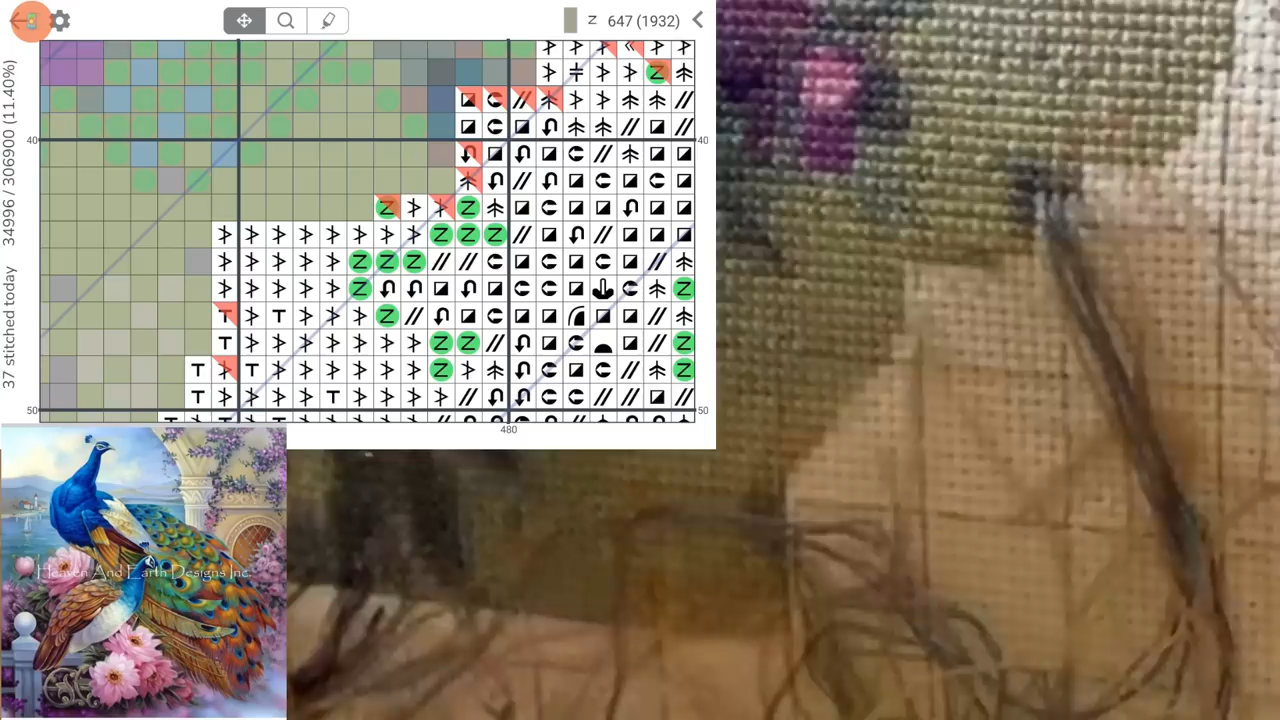 Z 647 (1932)
37 stitched today 34996 / 306900 (11.40%)
40 40
50 50
480
Heaven And Earth Designs Inc.